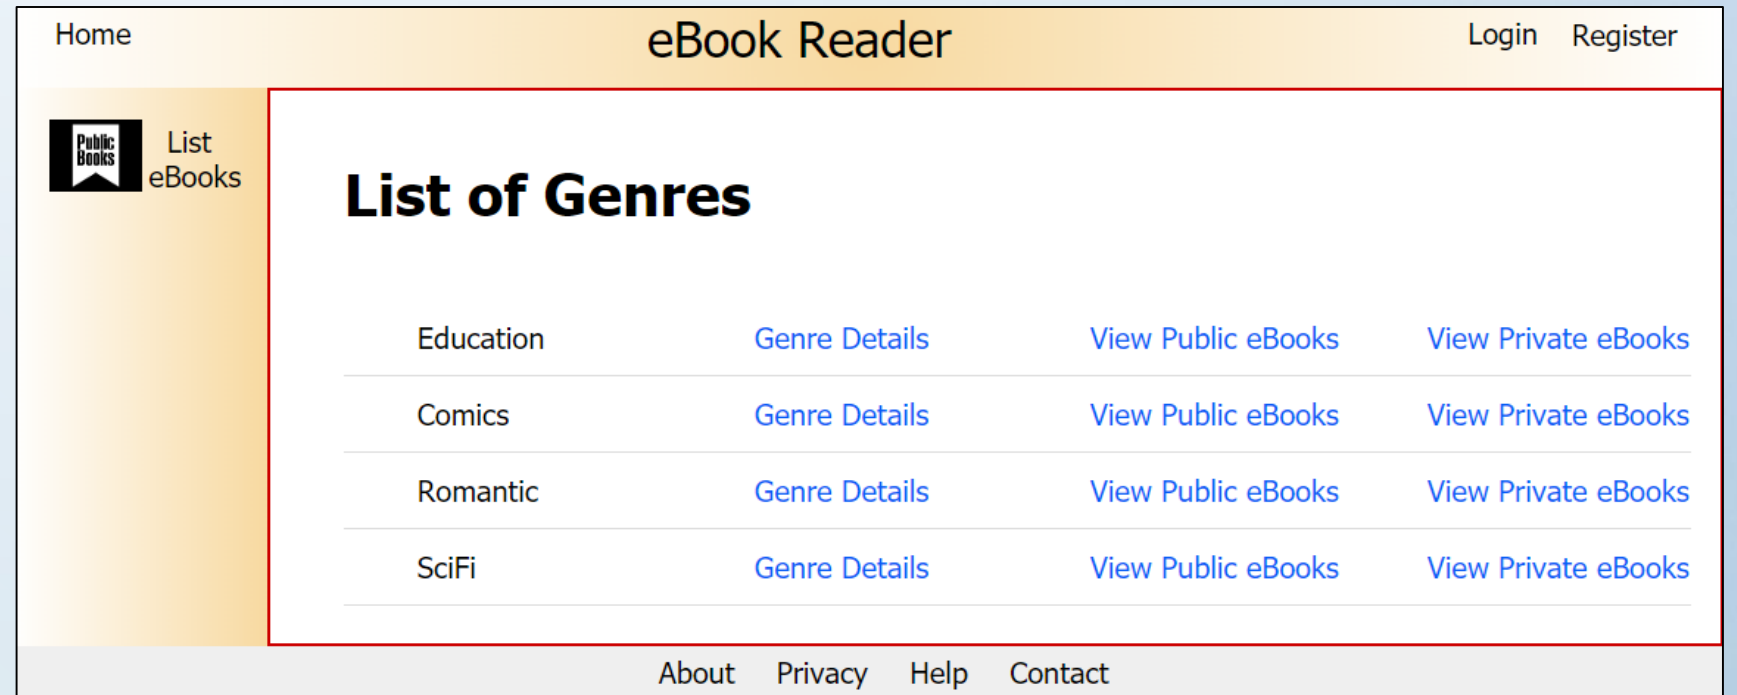 Home eBook Reader Login Register
Public
Books
List
eBooks
List of Genres
Education Genre Details View Public eBooks View Private eBooks
Comics Genre Details View Public eBooks View Private eBooks
Romantic Genre Details View Public eBooks View Private eBooks
SciFi Genre Details View Public eBooks View Private eBooks
About Privacy Help Contact